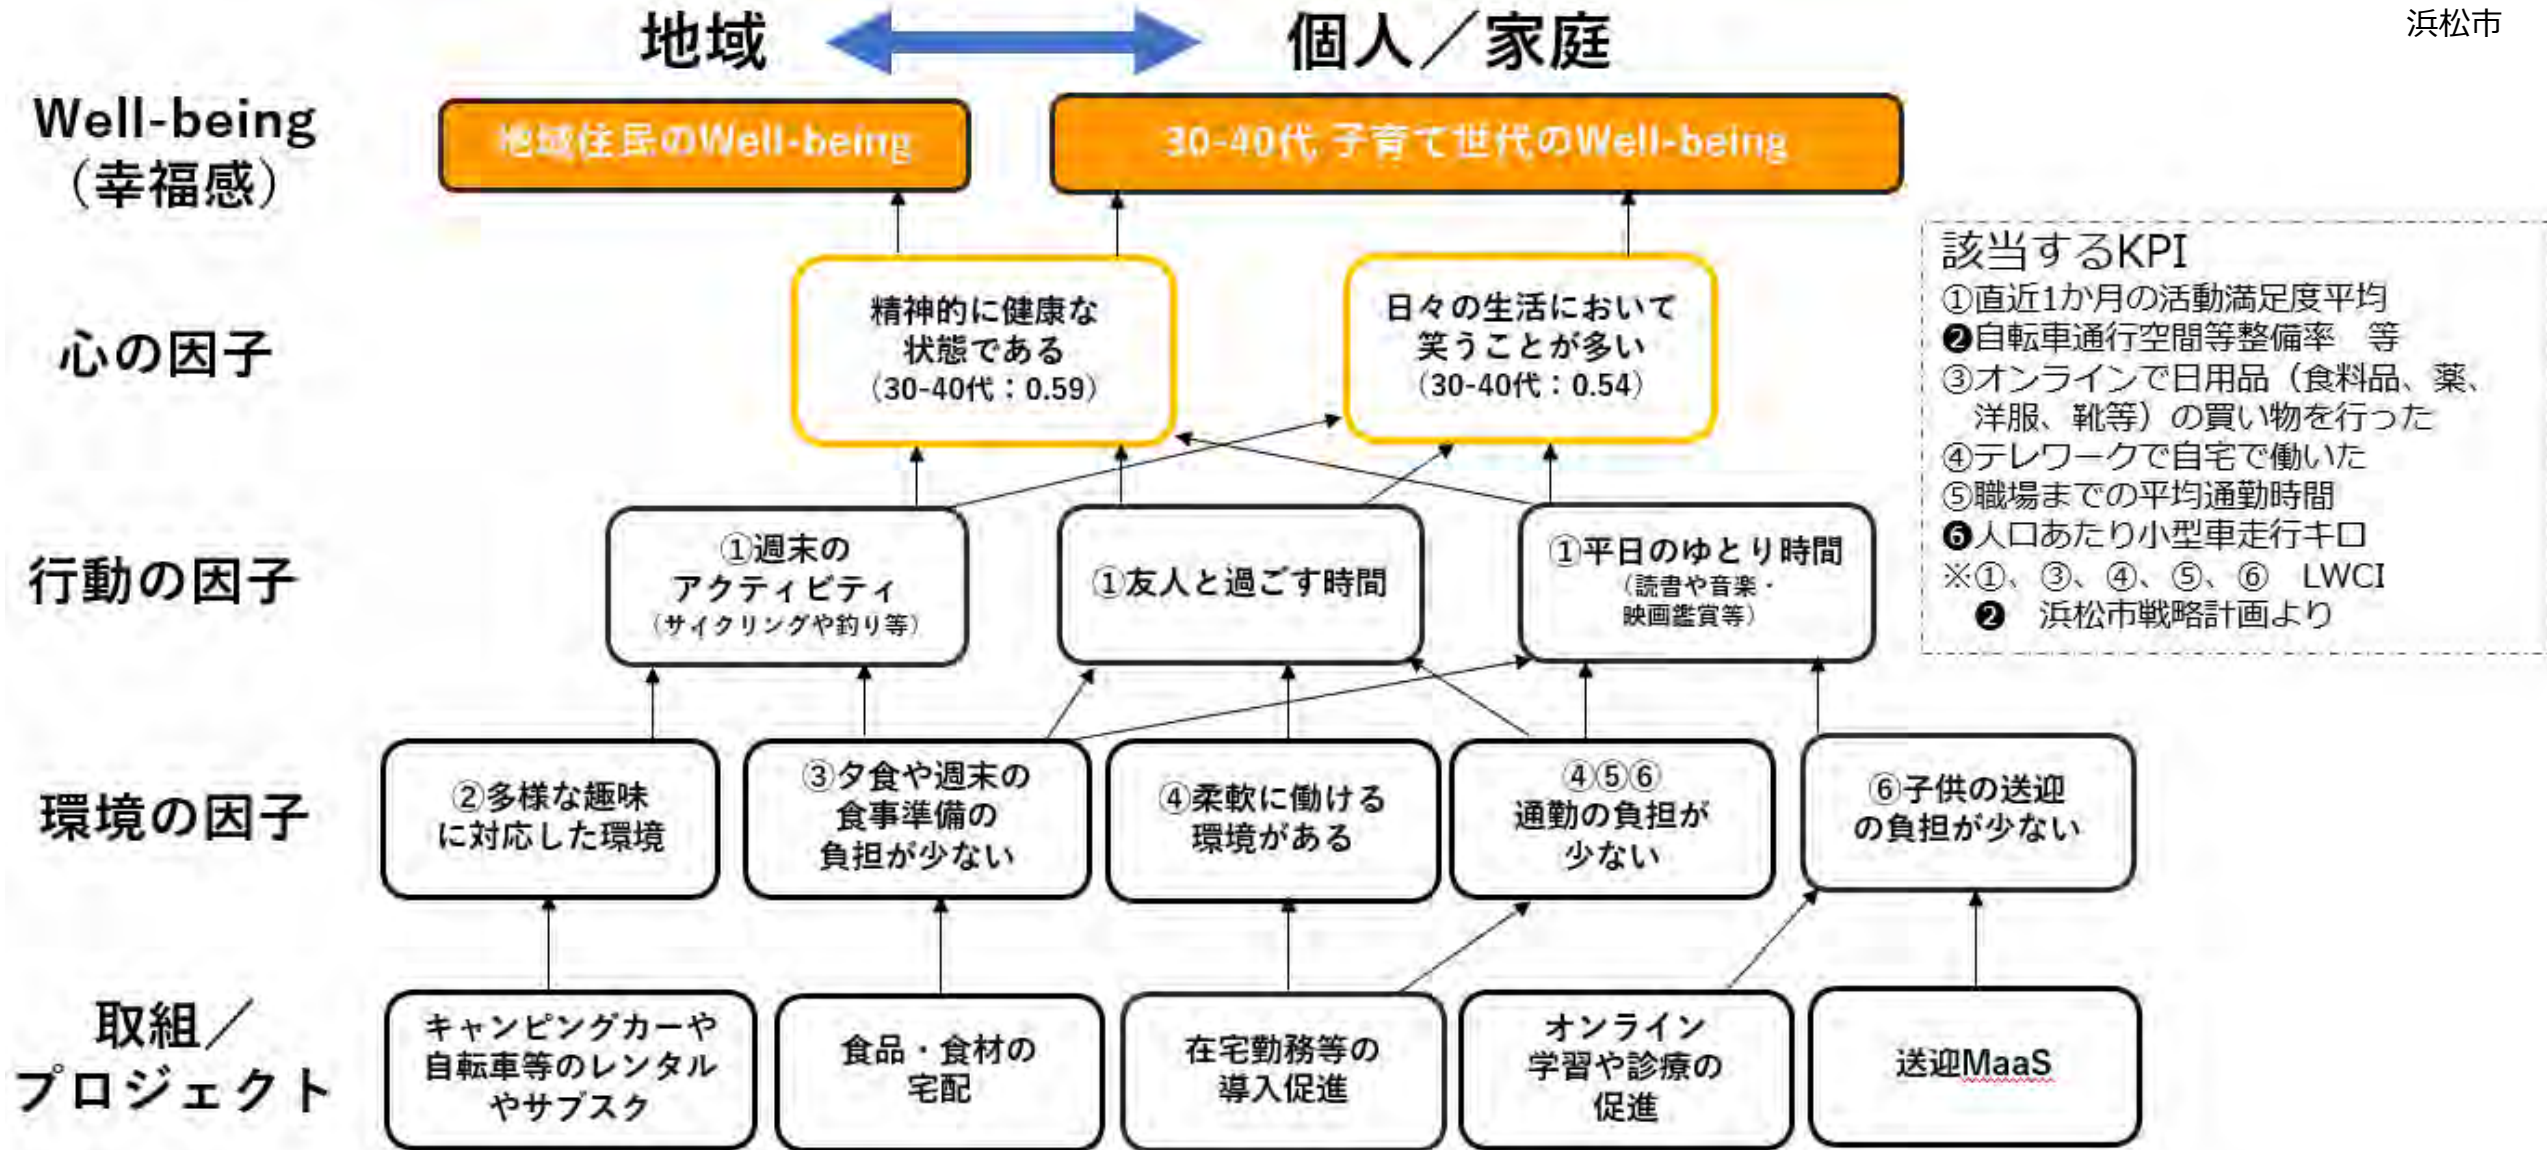 浜松市
地域
個人／家庭
Well-being
（幸福感）
地域住民のWell-being
30-40代 子育て世代のWell-being
心の因子
精神的に健康な
状態である
（30-40代：0.59）
日々の生活において
笑うことが多い
（30-40代：0.54）
該当するKPI
①直近1か月の活動満足度平均
❷自転車通行空間等整備率　等
③オンラインで日用品（食料品、薬、
洋服、靴等）の買い物を行った
④テレワークで自宅で働いた
⑤職場までの平均通勤時間
❻人口あたり小型車走行キロ
※①、③、④、⑤、⑥　LWCI
❷　浜松市戦略計画より
行動の因子
①週末の
アクティビティ
（サイクリングや釣り等）
①友人と過ごす時間
①平日のゆとり時間
（読書や音楽・
映画鑑賞等）
環境の因子
②多様な趣味
に対応した環境
③夕食や週末の
食事準備の
負担が少ない
④柔軟に働ける
環境がある
④⑤⑥
通勤の負担が
少ない
⑥子供の送迎
の負担が少ない
取組／
プロジェクト
キャンピングカーや
自転車等のレンタル
やサブスク
食品・食材の
宅配
在宅勤務等の
導入促進
オンライン
学習や診療の
促進
送迎MaaS